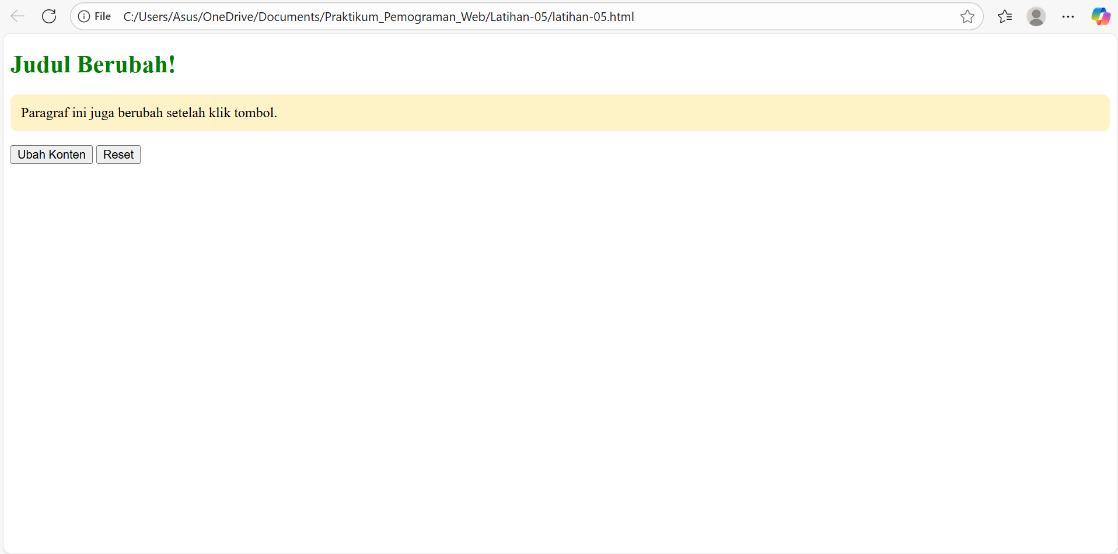 File C:/Users/Asus/OneDrive/Documents/Praktikum_Pemograman_Web/Latihan-05/latihan-05.html
Judul Berubah!
Paragraf ini juga berubah setelah klik tombol.
Ubah Konten Reset